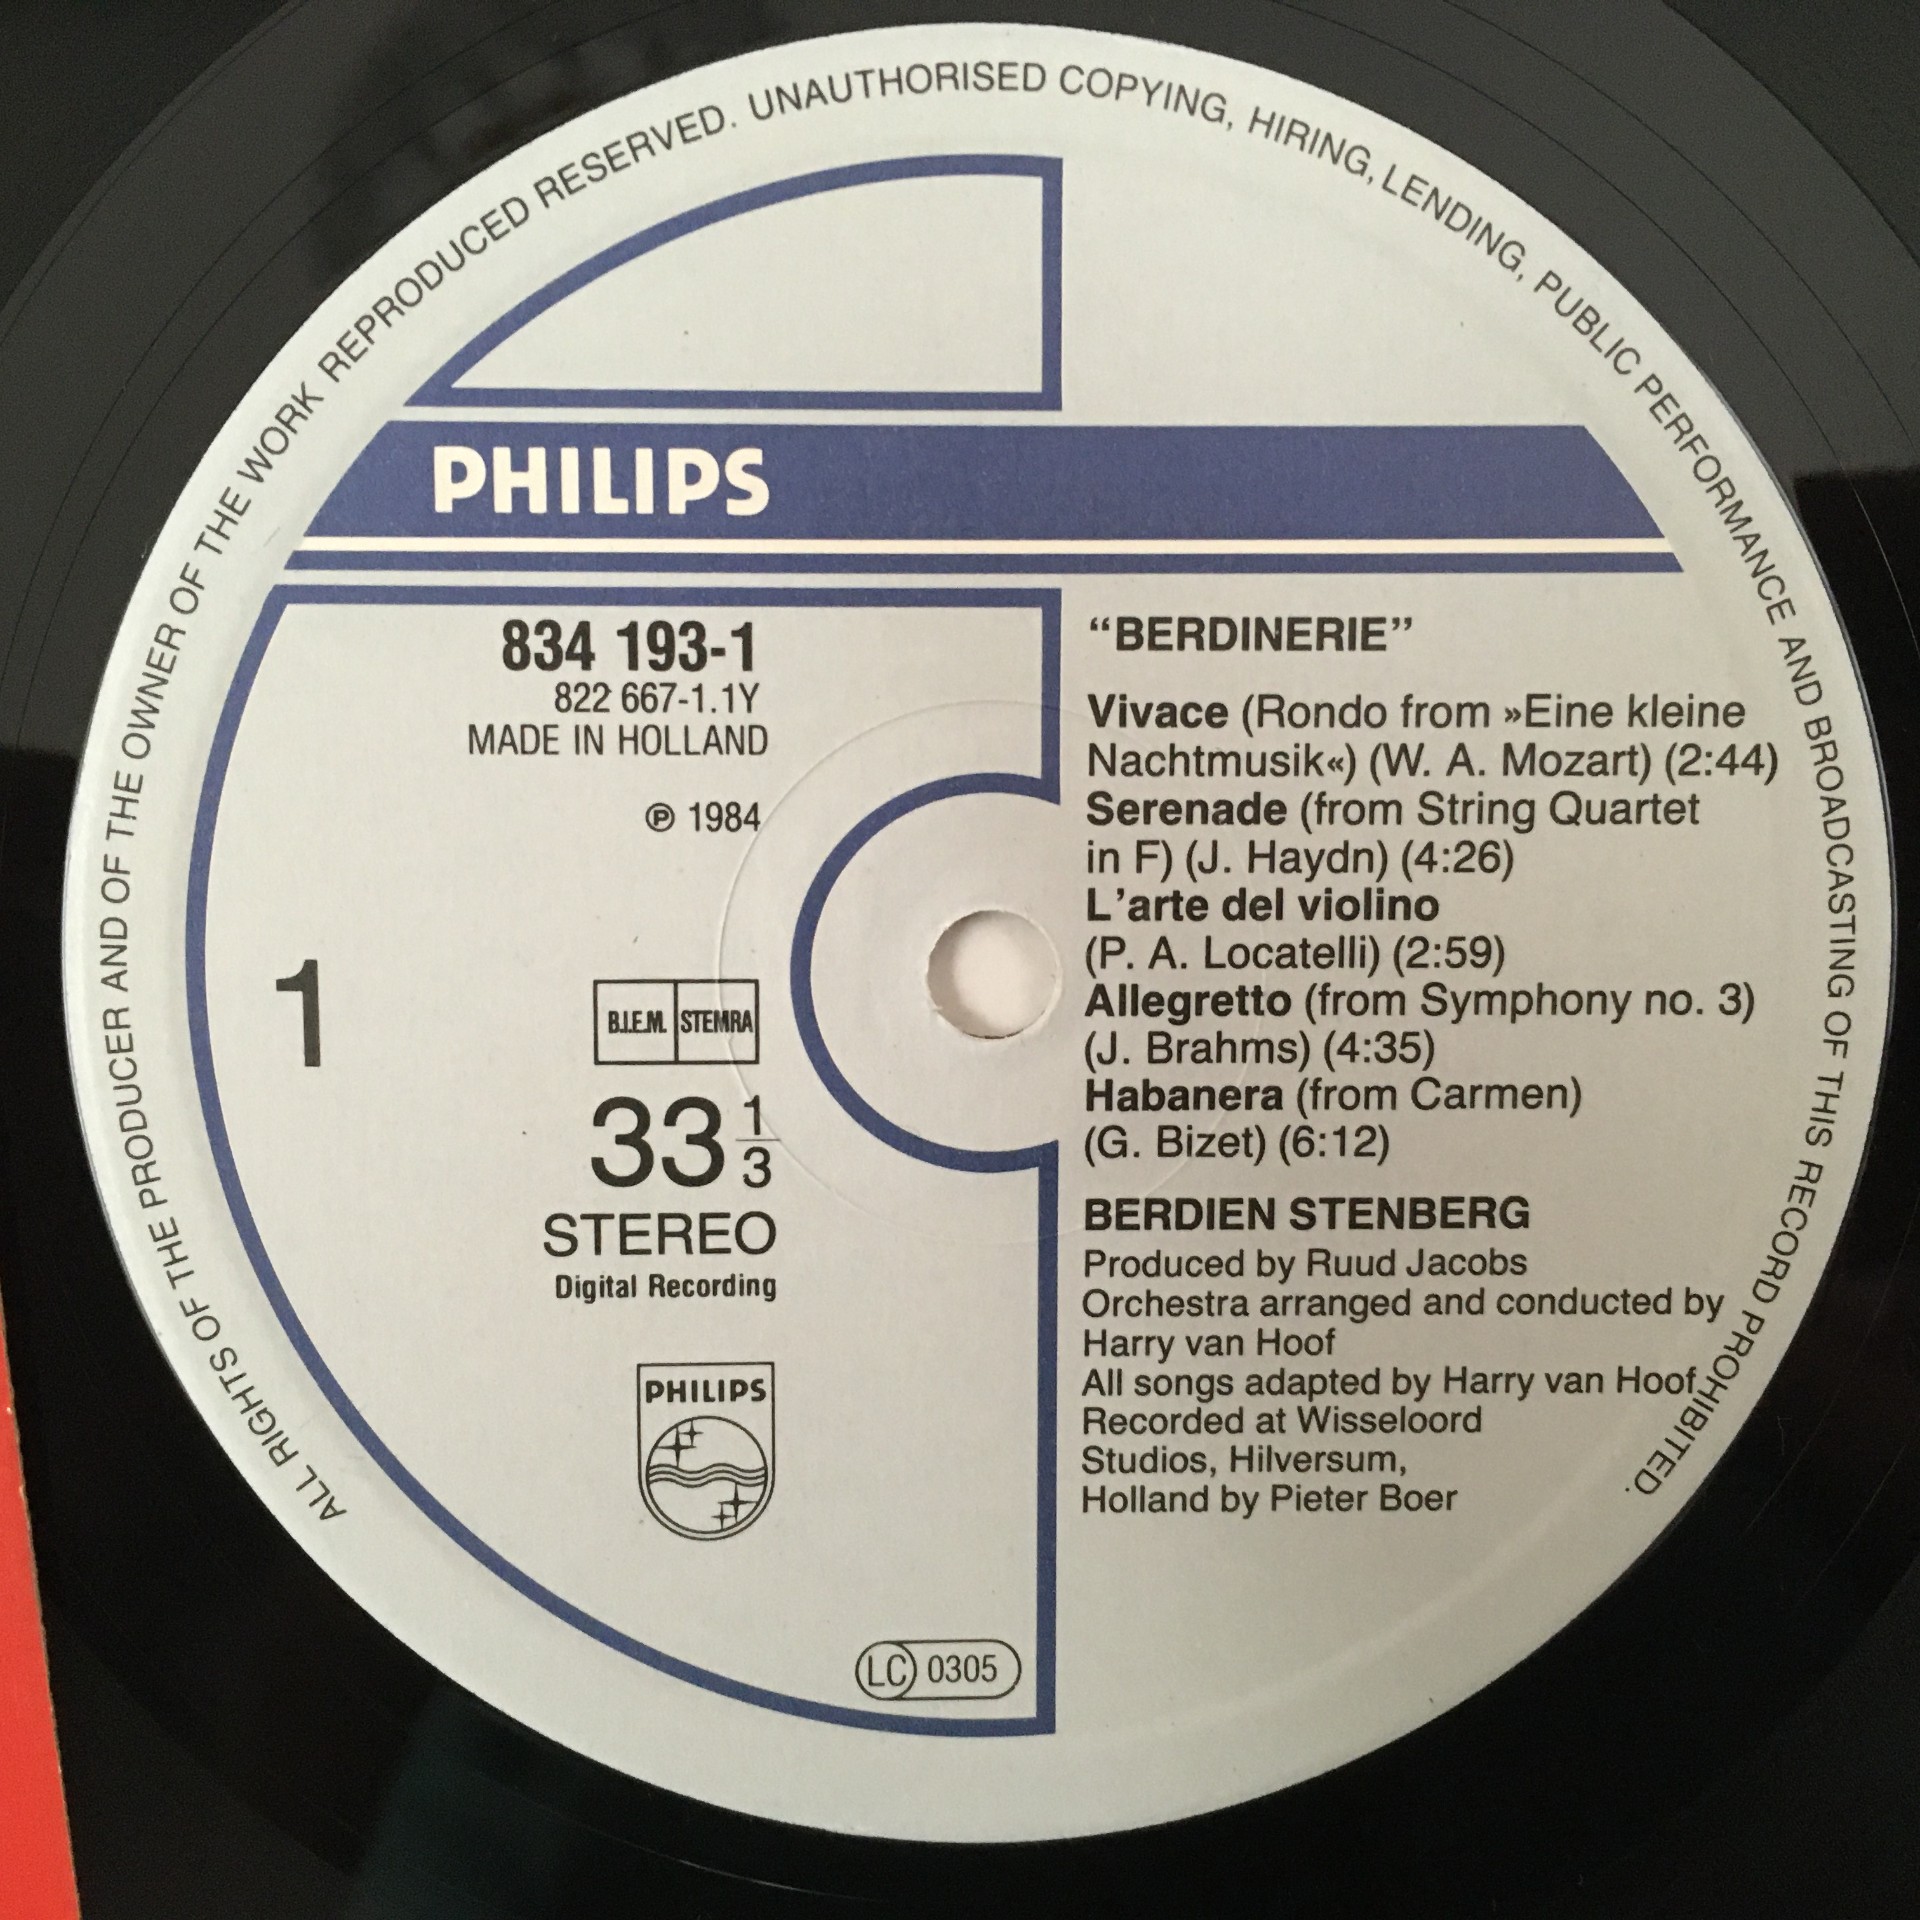 ALL RIGHTS OF THE PRODUCER AND OF THE OWNER OF THE WORK REPRODUCED RESERVED. UNAUTHORISED COPYING, HIRING, LENDING, PUBLIC PERFORMANCE AND BROADCASTING OF THIS RECORD PROHIBITED.
PHILIPS
834 193-1
822 667-1.1Y
MADE IN HOLLAND
℗ 1984
1
B.I.E.M. STEMRA
33 1/3
STEREO
Digital Recording
PHILIPS
LC 0305
“BERDINERIE”
Vivace (Rondo from »Eine kleine
Nachtmusik«) (W. A. Mozart) (2:44)
Serenade (from String Quartet
in F) (J. Haydn) (4:26)
L'arte del violino
(P. A. Locatelli) (2:59)
Allegretto (from Symphony no. 3)
(J. Brahms) (4:35)
Habanera (from Carmen)
(G. Bizet) (6:12)
BERDIEN STENBERG
Produced by Ruud Jacobs
Orchestra arranged and conducted by
Harry van Hoof
All songs adapted by Harry van Hoof,
Recorded at Wisseloord
Studios, Hilversum,
Holland by Pieter Boer